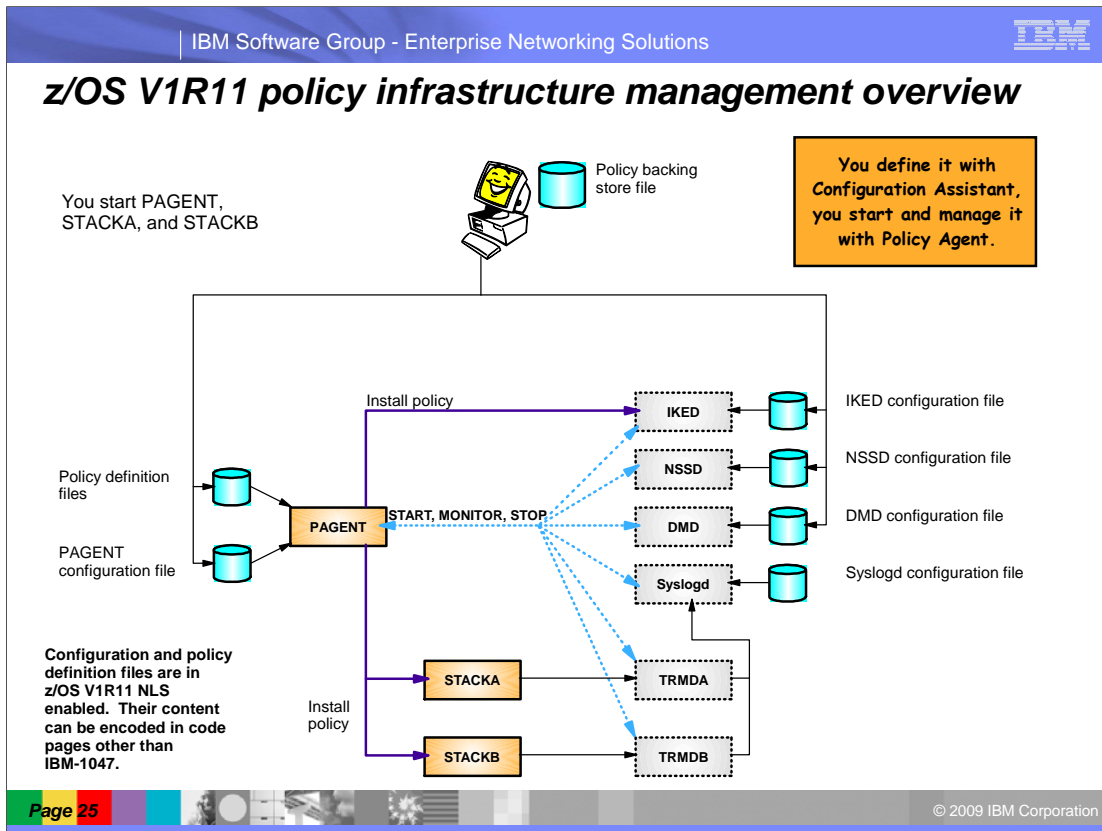 IBM Software Group - Enterprise Networking Solutions
IBM
z/OS V1R11 policy infrastructure management overview
You start PAGENT,
STACKA, and STACKB
Policy backing
store file
You define it with
Configuration Assistant,
you start and manage it
with Policy Agent.
Install policy
IKED
IKED configuration file
NSSD
NSSD configuration file
Policy definition
files
PAGENT
START, MONITOR, STOP
DMD
DMD configuration file
PAGENT
configuration file
Syslogd
Syslogd configuration file
Configuration and policy
definition files are in
z/OS V1R11 NLS
enabled. Their content
can be encoded in code
pages other than
IBM-1047.
Install
policy
STACKA
TRMDA
STACKB
TRMDB
Page 25
© 2009 IBM Corporation